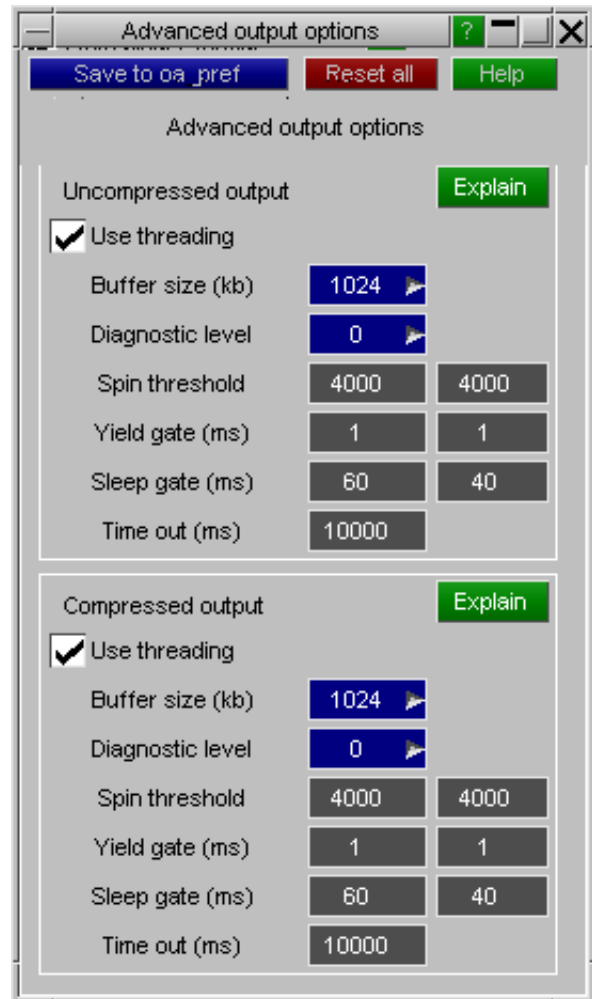 Advanced output options ?
Save to oa_pref Reset all Help
Advanced output options
Uncompressed output Explain
Use threading
Buffer size (kb) 1024
Diagnostic level 0
Spin threshold 4000 4000
Yield gate (ms) 1 1
Sleep gate (ms) 60 40
Time out (ms) 10000
Compressed output Explain
Use threading
Buffer size (kb) 1024
Diagnostic level 0
Spin threshold 4000 4000
Yield gate (ms) 1 1
Sleep gate (ms) 60 40
Time out (ms) 10000